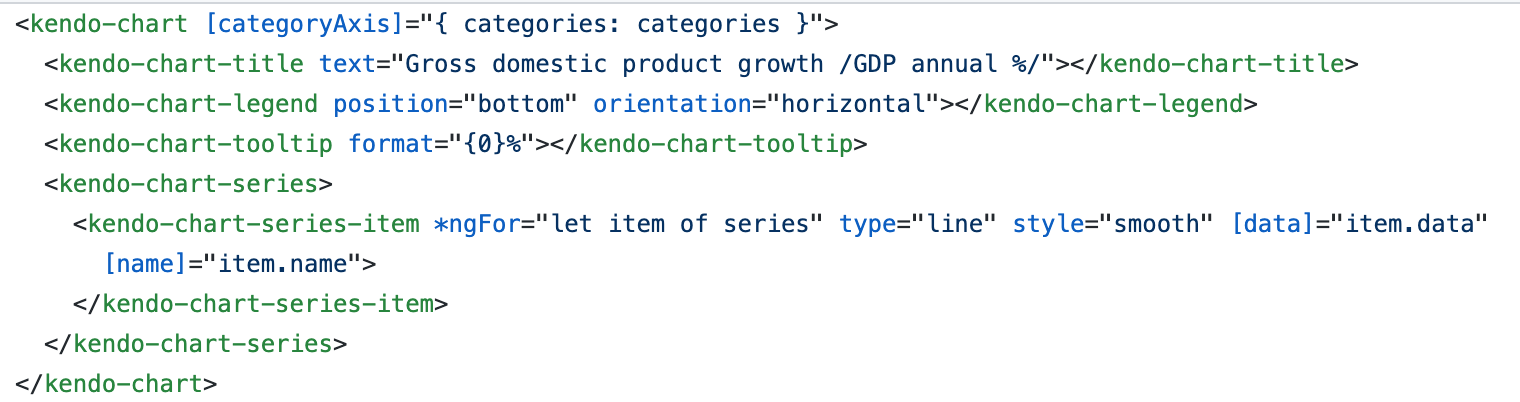 <kendo-chart [categoryAxis]="{ categories: categories }">
  <kendo-chart-title text="Gross domestic product growth /GDP annual %/"></kendo-chart-title>
  <kendo-chart-legend position="bottom" orientation="horizontal"></kendo-chart-legend>
  <kendo-chart-tooltip format="{0}%"></kendo-chart-tooltip>
  <kendo-chart-series>
    <kendo-chart-series-item *ngFor="let item of series" type="line" style="smooth" [data]="item.data"
      [name]="item.name">
    </kendo-chart-series-item>
  </kendo-chart-series>
</kendo-chart>